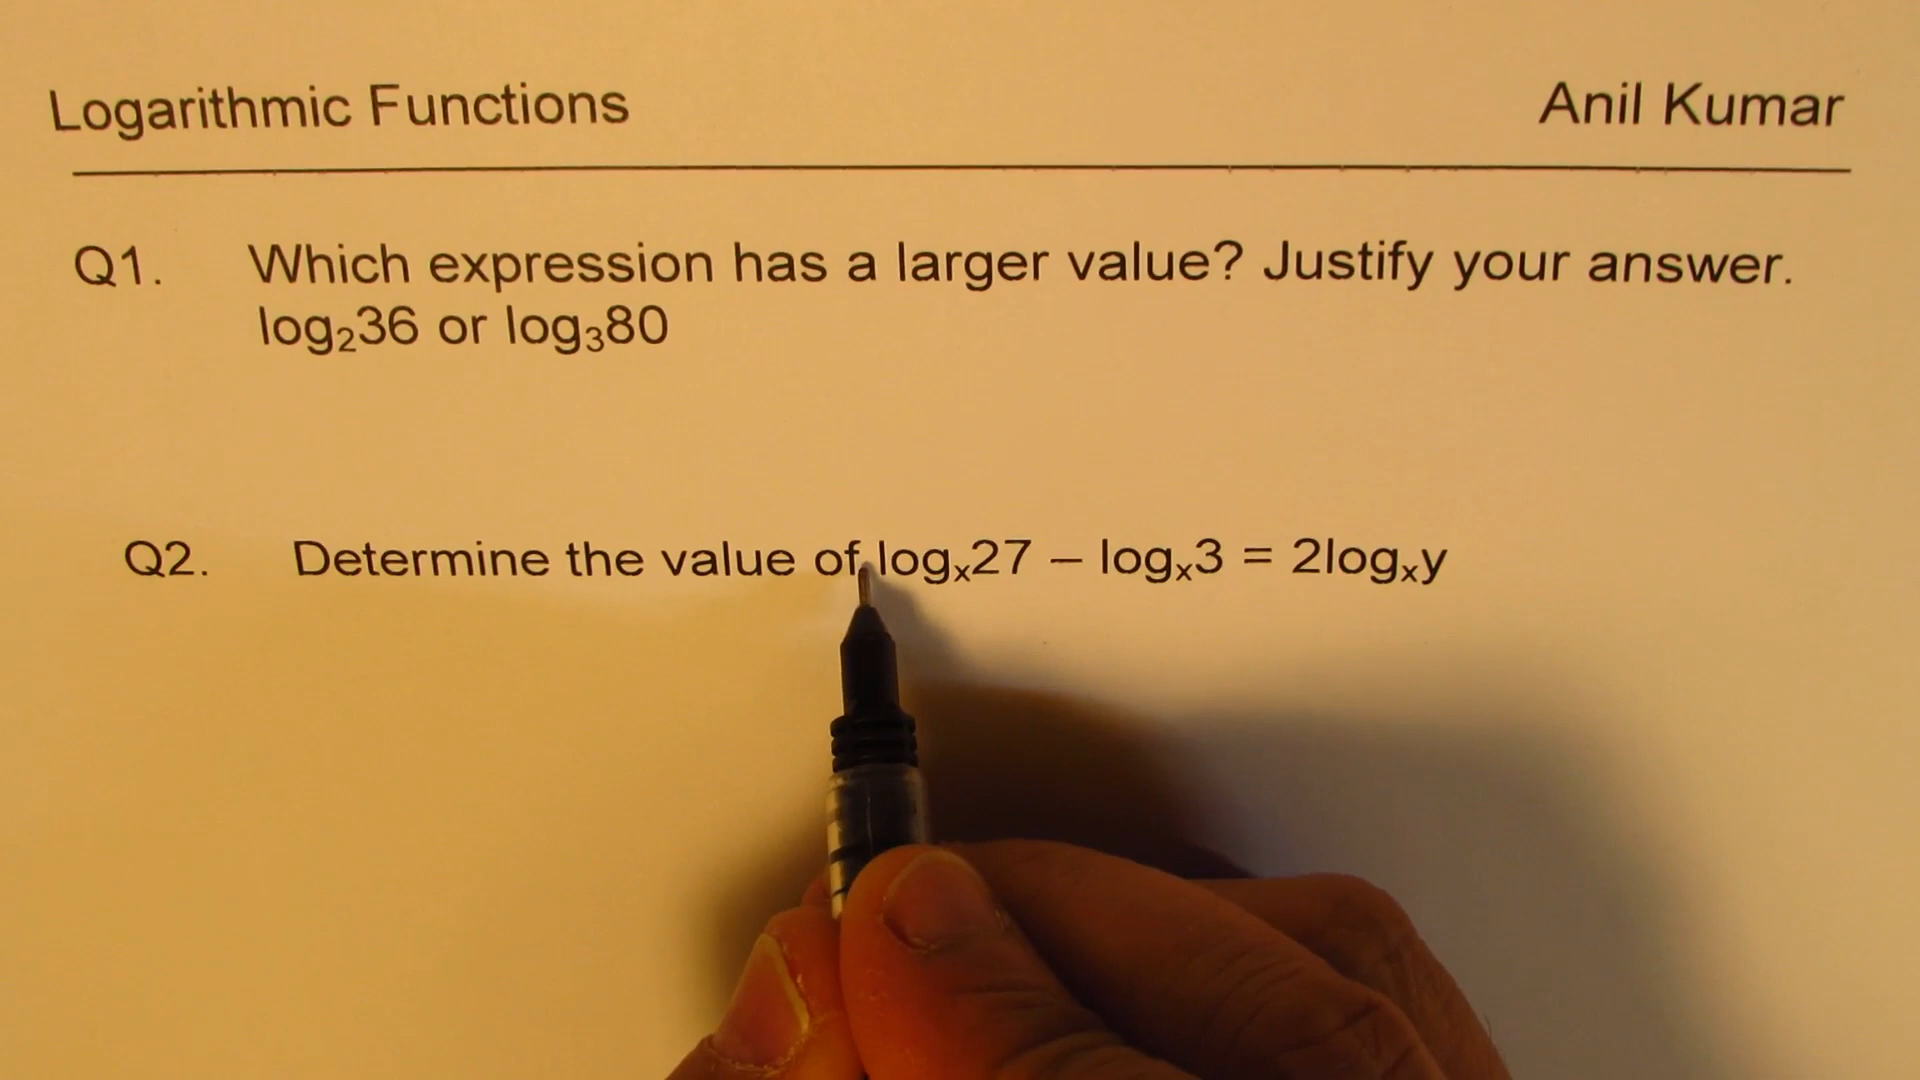 Logarithmic Functions Anil Kumar
Q1. Which expression has a larger value? Justify your answer.
log₂36 or log₃80
Q2. Determine the value of logₓ27 – logₓ3 = 2logₓy